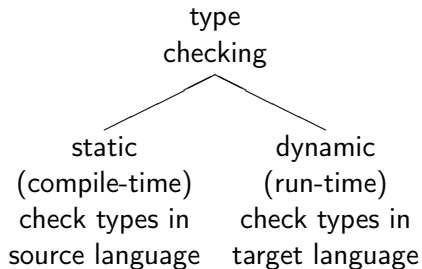 type
checking
static
(compile-time)
check types in
source language
dynamic
(run-time)
check types in
target language